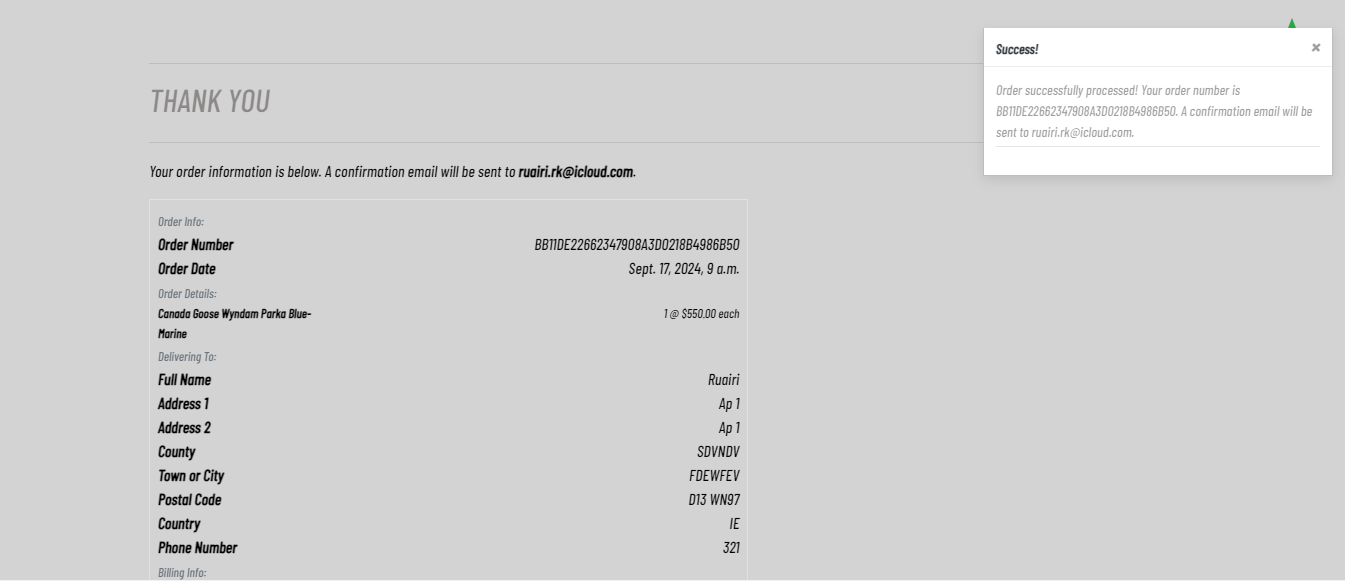 Success!
×
Order successfully processed! Your order number is
BB11DE22662347908A3D0218B4986B50. A confirmation email will be
sent to ruairi.rk@icloud.com.
THANK YOU
Your order information is below. A confirmation email will be sent to ruairi.rk@icloud.com.
Order Info:
Order Number BB11DE22662347908A3D0218B4986B50
Order Date Sept. 17, 2024, 9 a.m.
Order Details:
Canada Goose Wyndam Parka Blue- 1 @ $550.00 each
Marine
Delivering To:
Full Name Ruairi
Address 1 Ap 1
Address 2 Ap 1
County SDVNDV
Town or City FDEWFEV
Postal Code D13 WN97
Country IE
Phone Number 321
Billing Info: